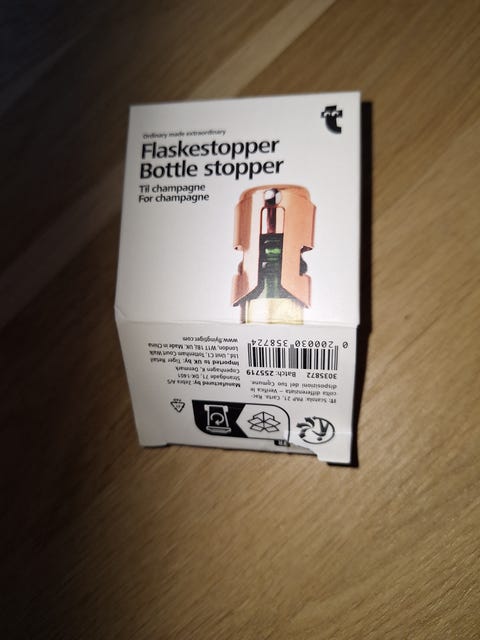 Ordinary made extraordinary
Flaskestopper
Bottle stopper
Til champagne
For champagne
IT: Scatola: PAP 21, Carta. Rac-
colta differenziata – Verifica le
disposizioni del tuo Comune.
3035872 Batch: 255719
0 200030 358724
Manufactured Zebra A/S
Strandgade 71, DK-1401
Copenhagen K, Denmark
Imported to UK by: Tiger Retail
Ltd, Unit C1, Tottenham Court Walk
London, W1T 1BB UK Made in China
www.flyingtiger.com